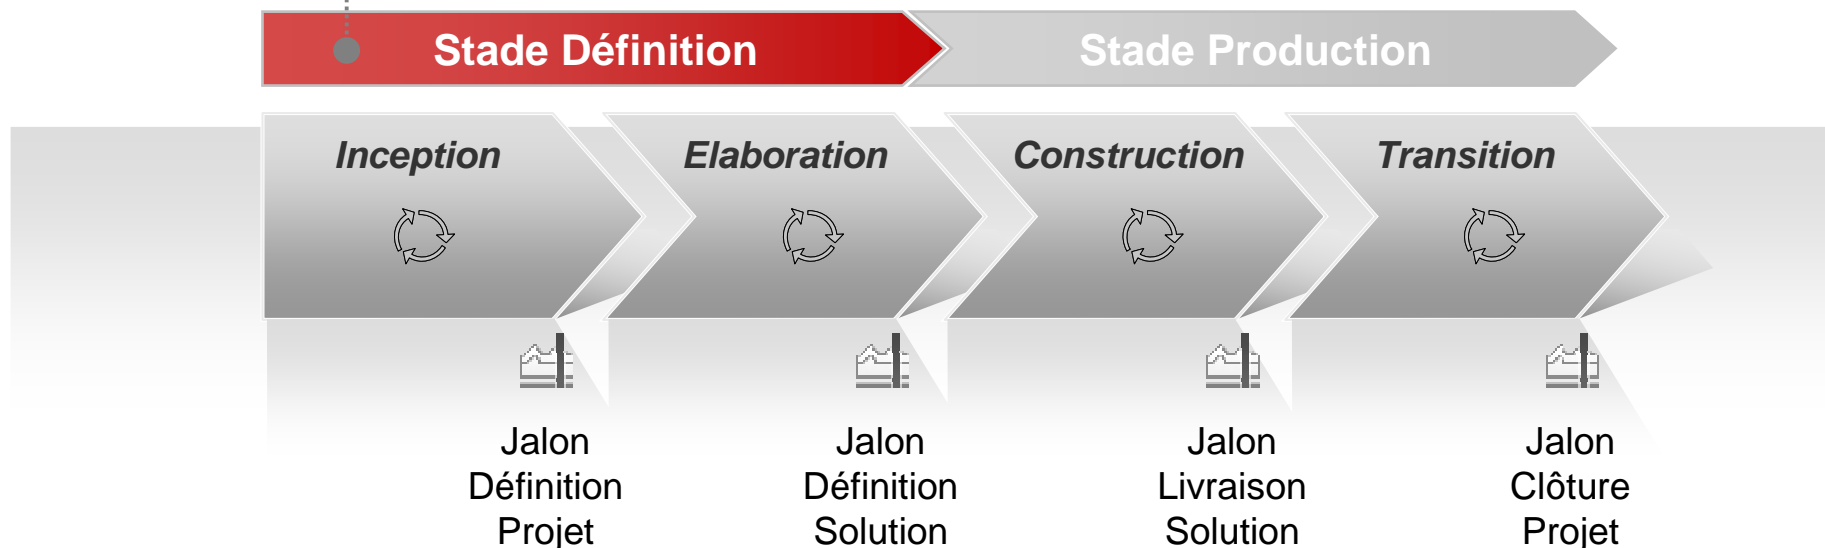 Stade Définition
Stade Production
Inception
Elaboration
Construction
Transition
Jalon
Définition
Projet
Jalon
Définition
Solution
Jalon
Livraison
Solution
Jalon
Clôture
Projet